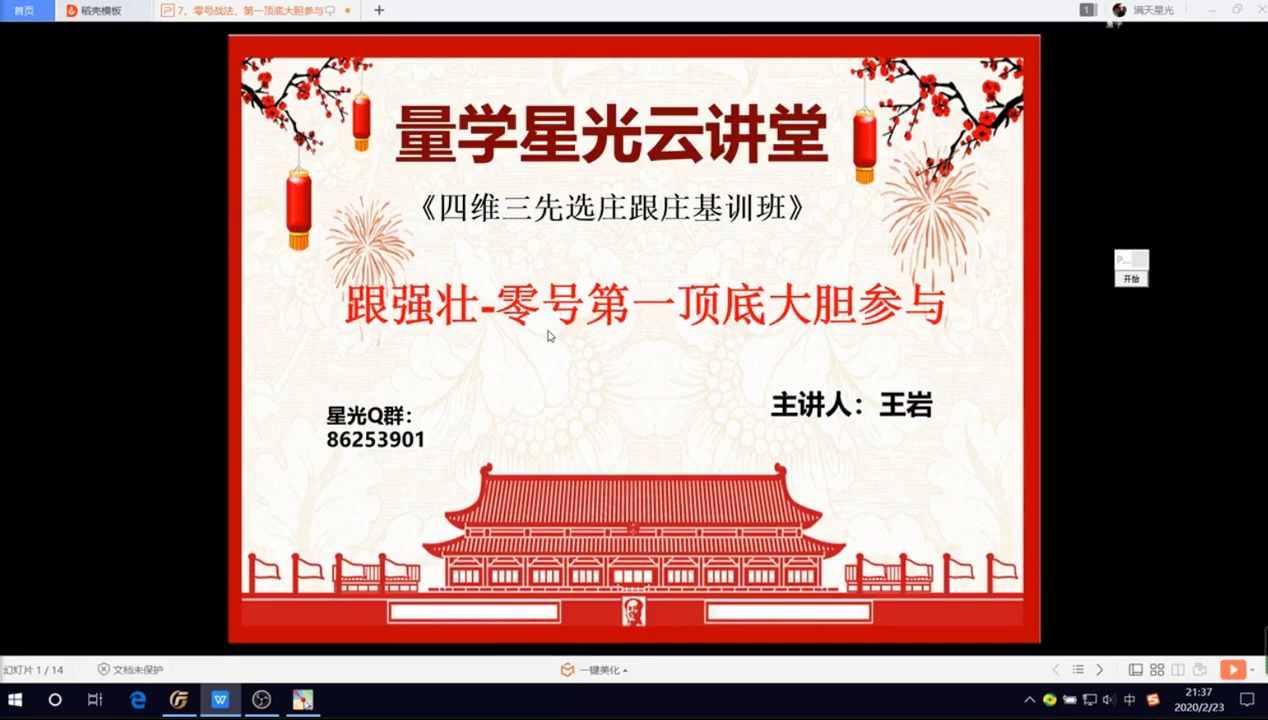 首页
稻壳模板
7、零号战法，第一顶底大胆参与
1
满天星光
量学星光云讲堂
《四维三先选庄跟庄基训班》
跟强壮-零号第一顶底大胆参与
主讲人：王岩
星光Q群：
86253901
P...
开始
幻灯片 1 / 14
文档未保护
一键美化
中
21:37
2020/2/23